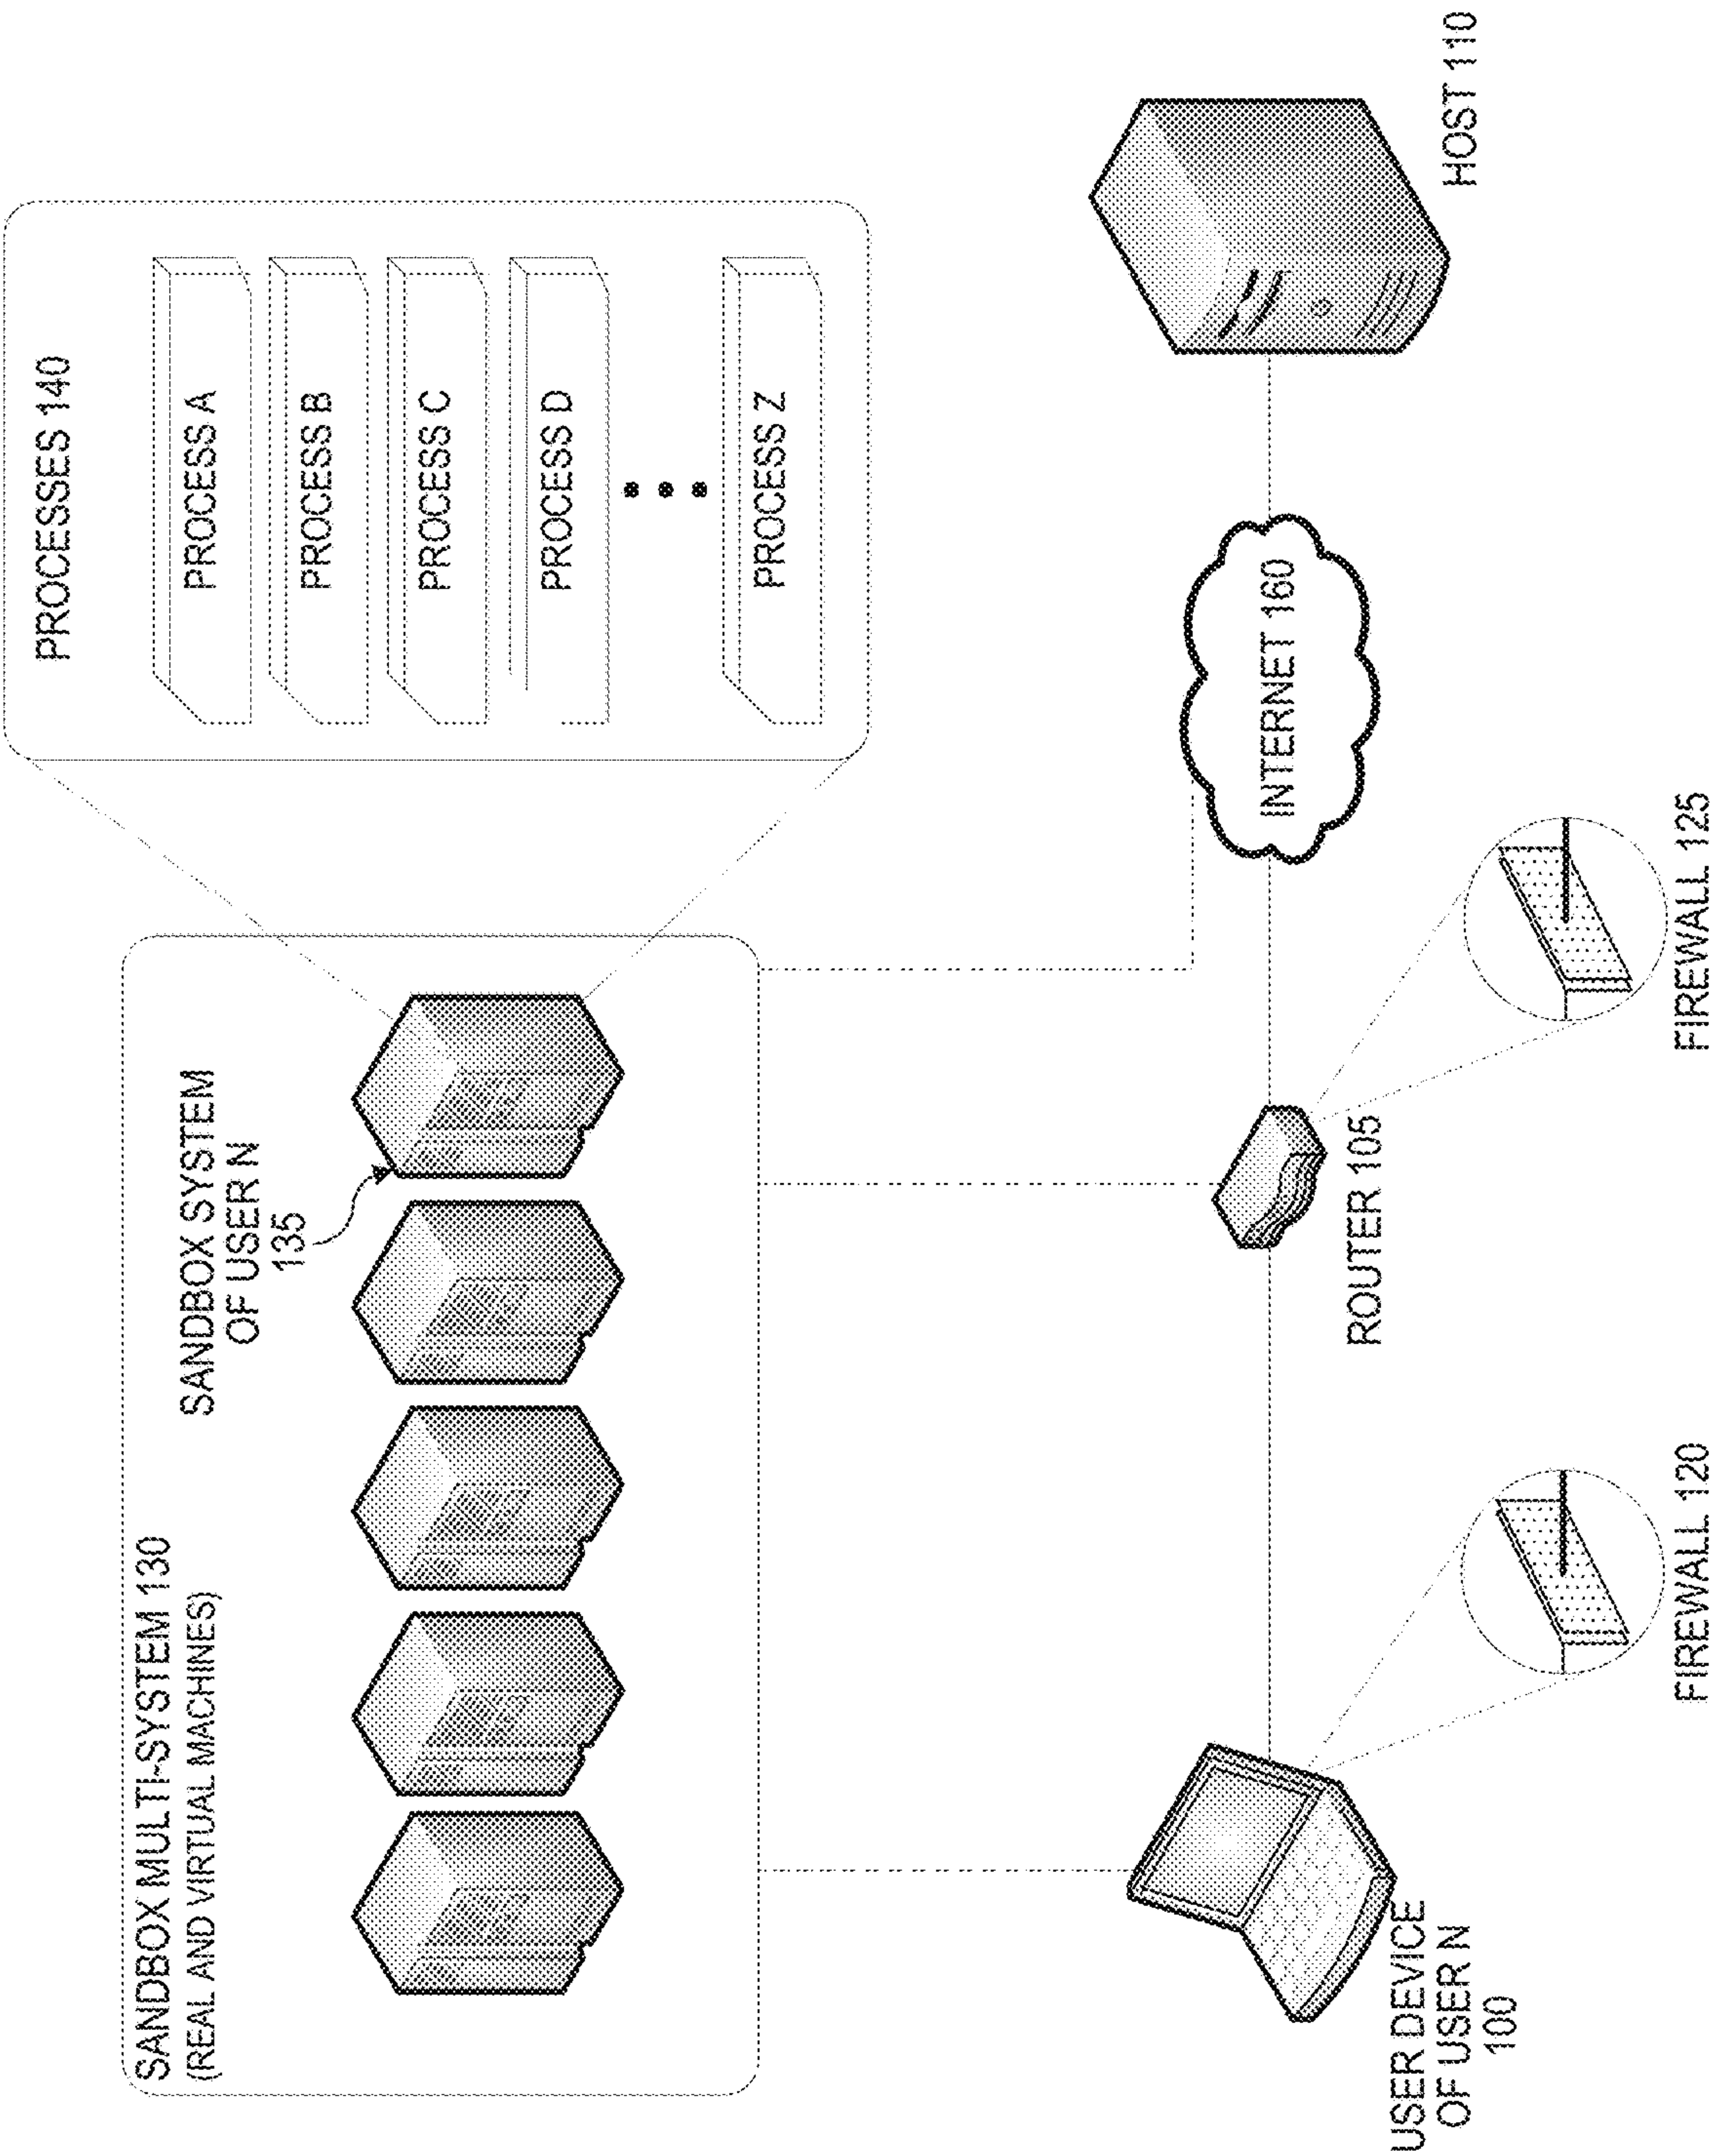 SANDBOX MULTI-SYSTEM 130
(REAL AND VIRTUAL MACHINES)
SANDBOX SYSTEM
OF USER N
135
PROCESSES 140
PROCESS A
PROCESS B
PROCESS C
PROCESS D
PROCESS Z
USER DEVICE
OF USER N
100
ROUTER 105
INTERNET 160
HOST 110
FIREWALL 120
FIREWALL 125